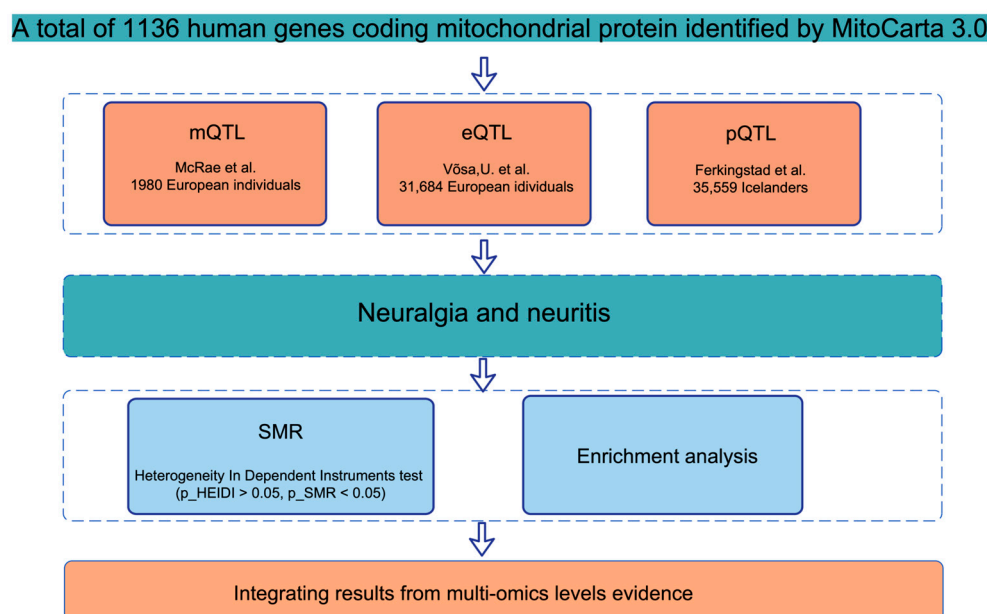 A total of 1136 human genes coding mitochondrial protein identified by MitoCarta 3.0
mQTL
McRae et al.
1980 European idividuals
eQTL
Võsa,U. et al.
31,684 European idividuals
pQTL
Ferkingstad et al.
35,559 Icelanders
Neuralgia and neuritis
SMR
Heterogeneity In Dependent Instruments test
(p_HEIDI > 0.05, p_SMR < 0.05)
Enrichment analysis
Integrating results from multi-omics levels evidence